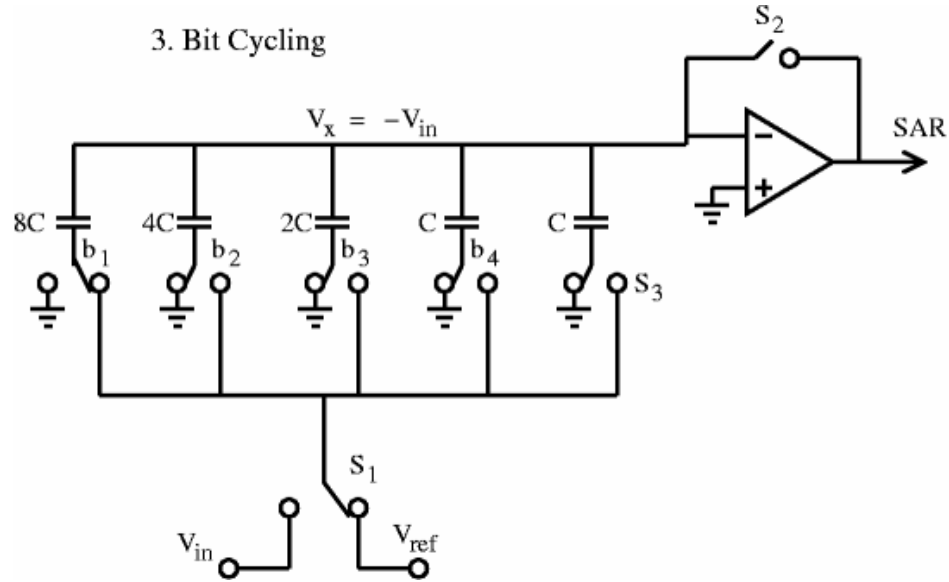 S₂
3. Bit Cycling
Vₓ = −Vᵢₙ
SAR
−
+
8C 4C 2C C C
b₁ b₂ b₃ b₄
S₃
S₁
Vᵢₙ Vᵣₑf